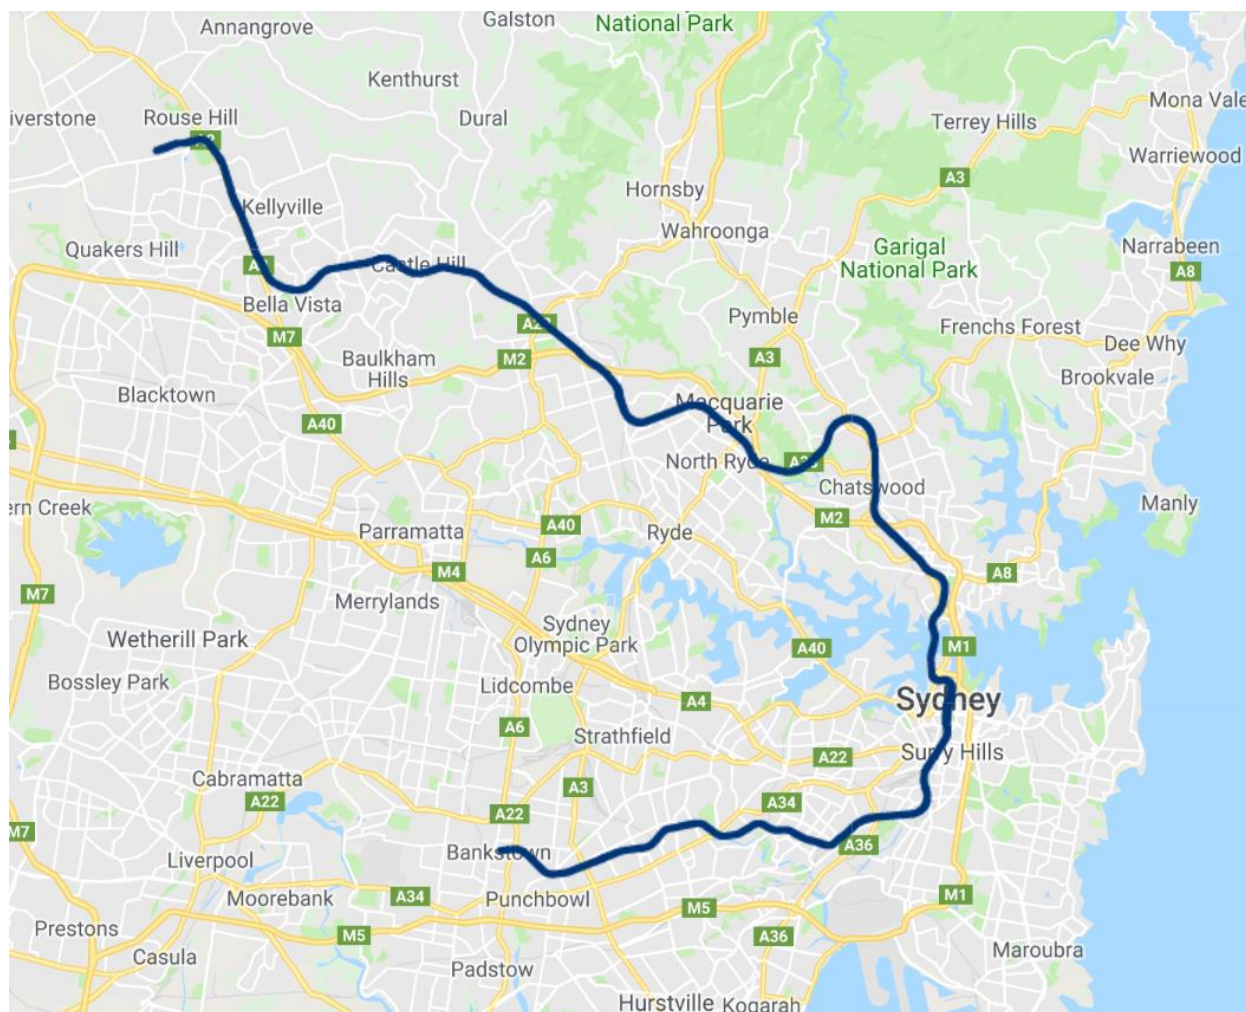 Galston
National Park
Annangrove
Kenthurst
Mona Vale
iverstone
Rouse Hill
Dural
Terrey Hills
Warriewood
A3
Hornsby
Kellyville
Wahroonga
Quakers Hill
Garigal
National Park
Narrabeen
Castle Hill
A8
Bella Vista
Pymble
Frenchs Forest
M7
Dee Why
Baulkham
Hills
M2
A3
Brookvale
Blacktown
Macquarie
Park
A40
North Ryde
Chatswood
ern Creek
Manly
M2
Parramatta
A40
Ryde
A6
M4
A8
M7
Merrylands
Wetherill Park
Sydney
Olympic Park
A40
M1
Bossley Park
Lidcombe
A4
Sydney
A6
Strathfield
Surry Hills
A22
Cabramatta
A3
A22
A34
A22
M7
Bankstown
A36
Liverpool
Moorebank
A34
Punchbowl
M1
M5
Prestons
M5
A36
Casula
Padstow
Maroubra
Hurstville
Kogarah